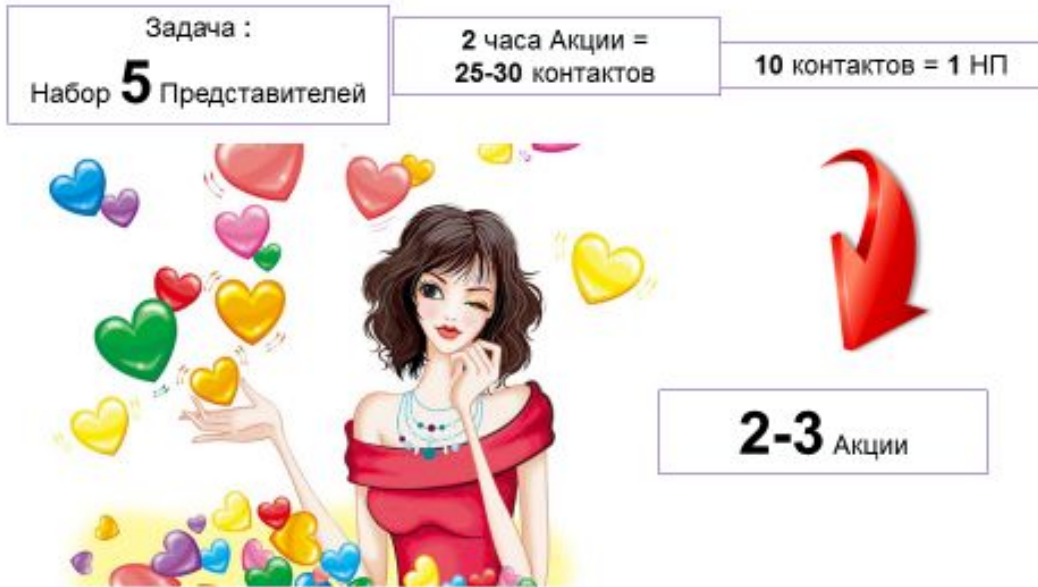 Задача :
Набор 5 Представителей
2 часа Акции =
25-30 контактов
10 контактов = 1 НП
2-3 Акции